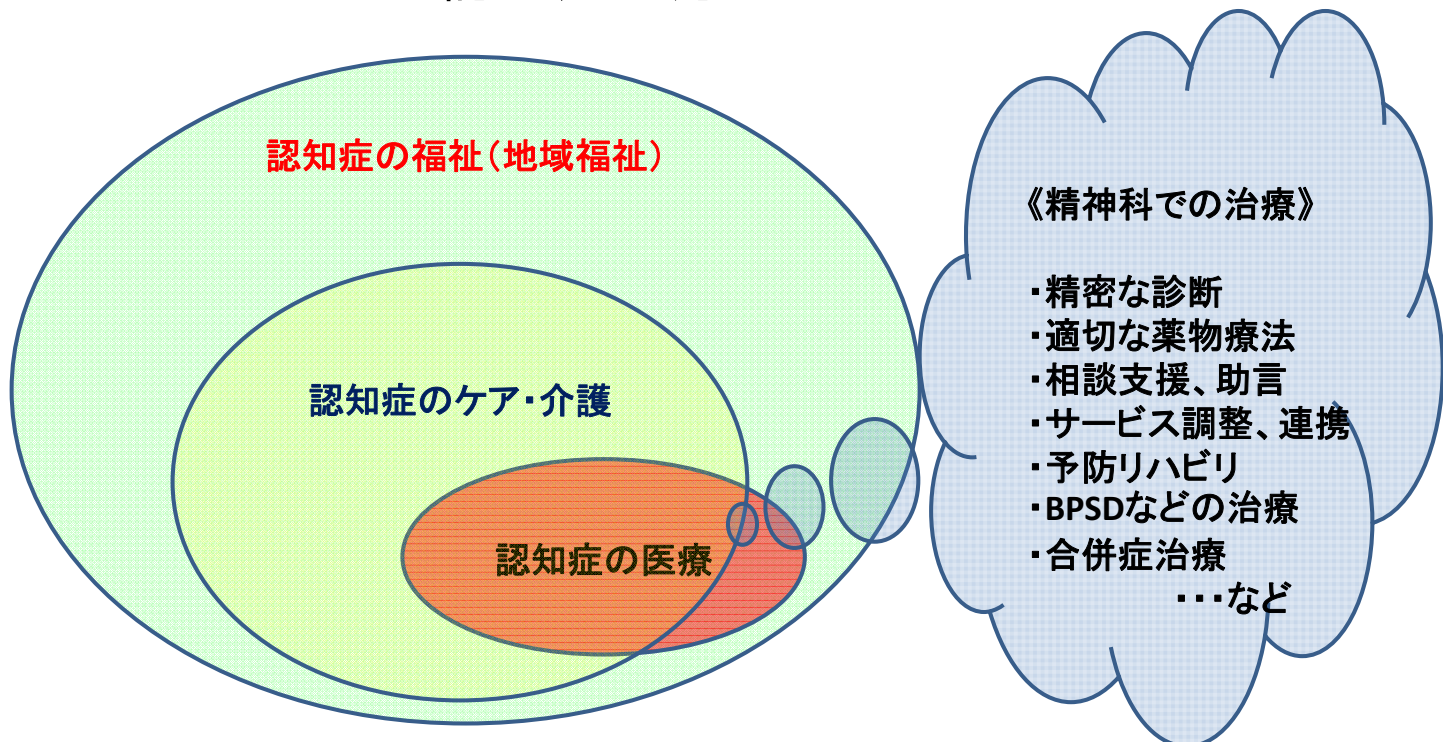 認知症の福祉（地域福祉）
認知症のケア・介護
認知症の医療
《精神科での治療》
・精密な診断
・適切な薬物療法
・相談支援、助言
・サービス調整、連携
・予防リハビリ
・BPSDなどの治療
・合併症治療
・・・など